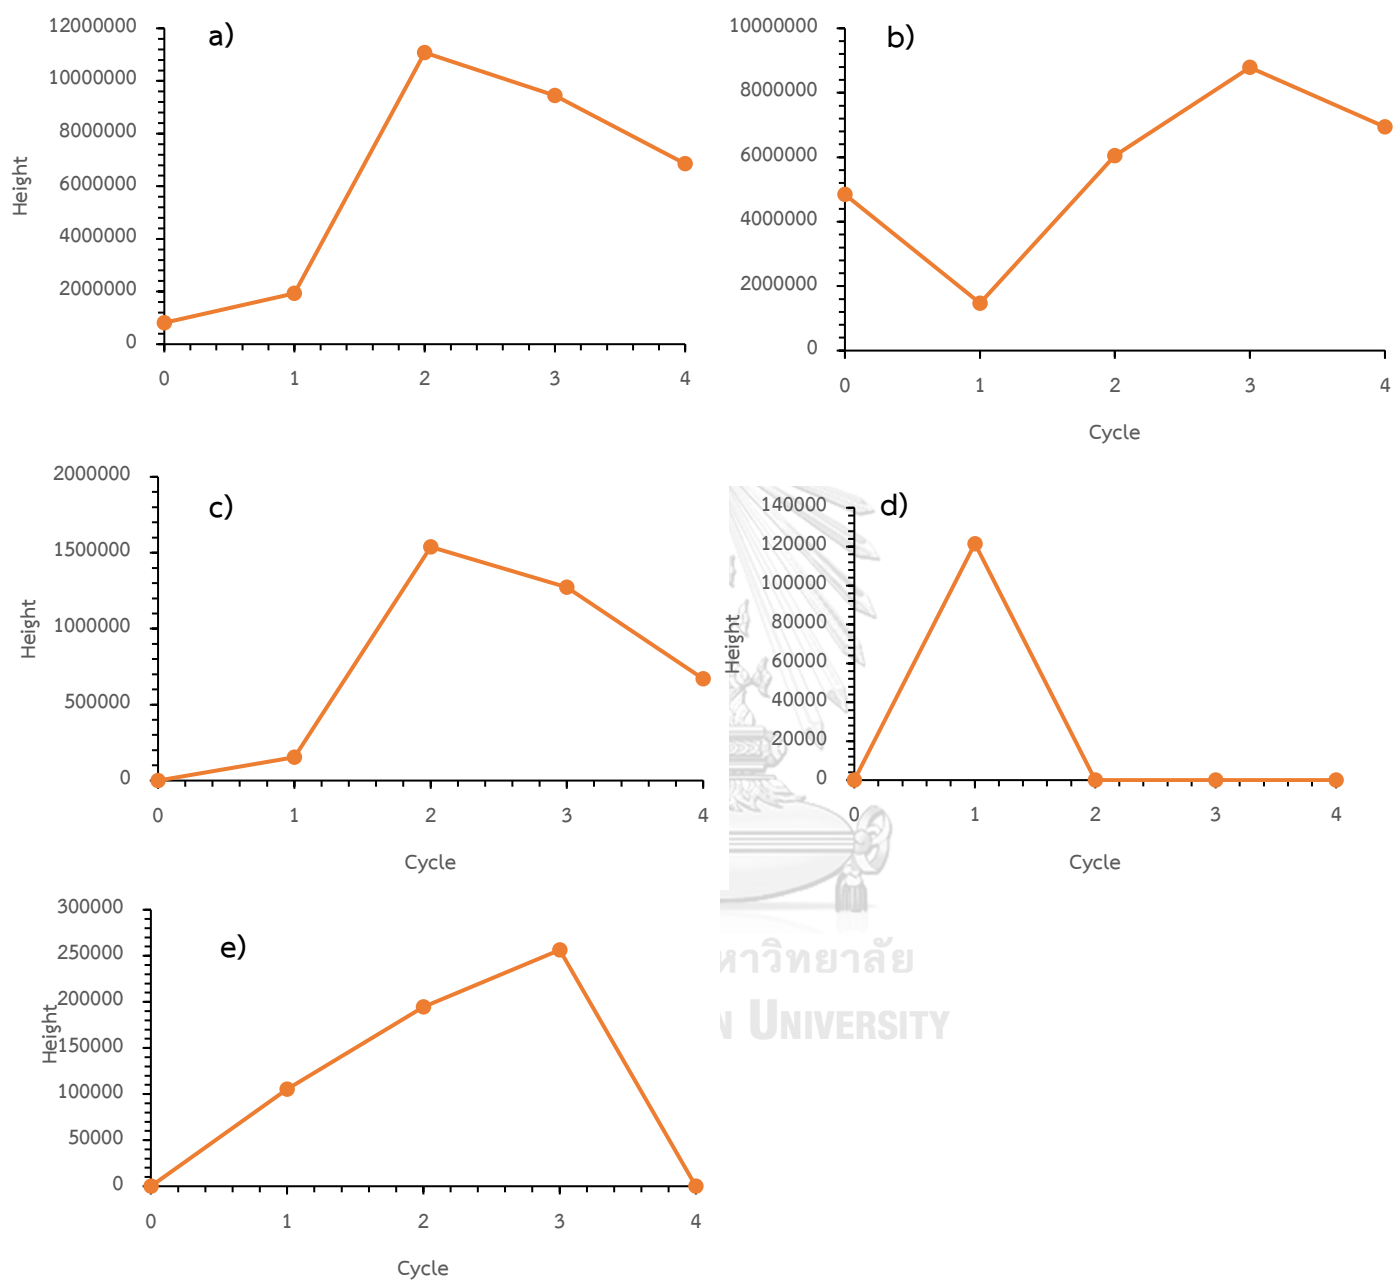 a)
12000000
10000000
8000000
6000000
4000000
2000000
0
Height
0 1 2 3 4
b)
10000000
8000000
6000000
4000000
2000000
0
0 1 2 3 4
Cycle
c)
2000000
1500000
1000000
500000
0
Height
0 1 2 3 4
Cycle
d)
140000
120000
100000
80000
60000
40000
20000
0
Height
0 1 2 3 4
Cycle
e)
300000
250000
200000
150000
100000
50000
0
Height
0 1 2 3 4
Cycle
หาวิทยาลัย
N UNIVERSITY